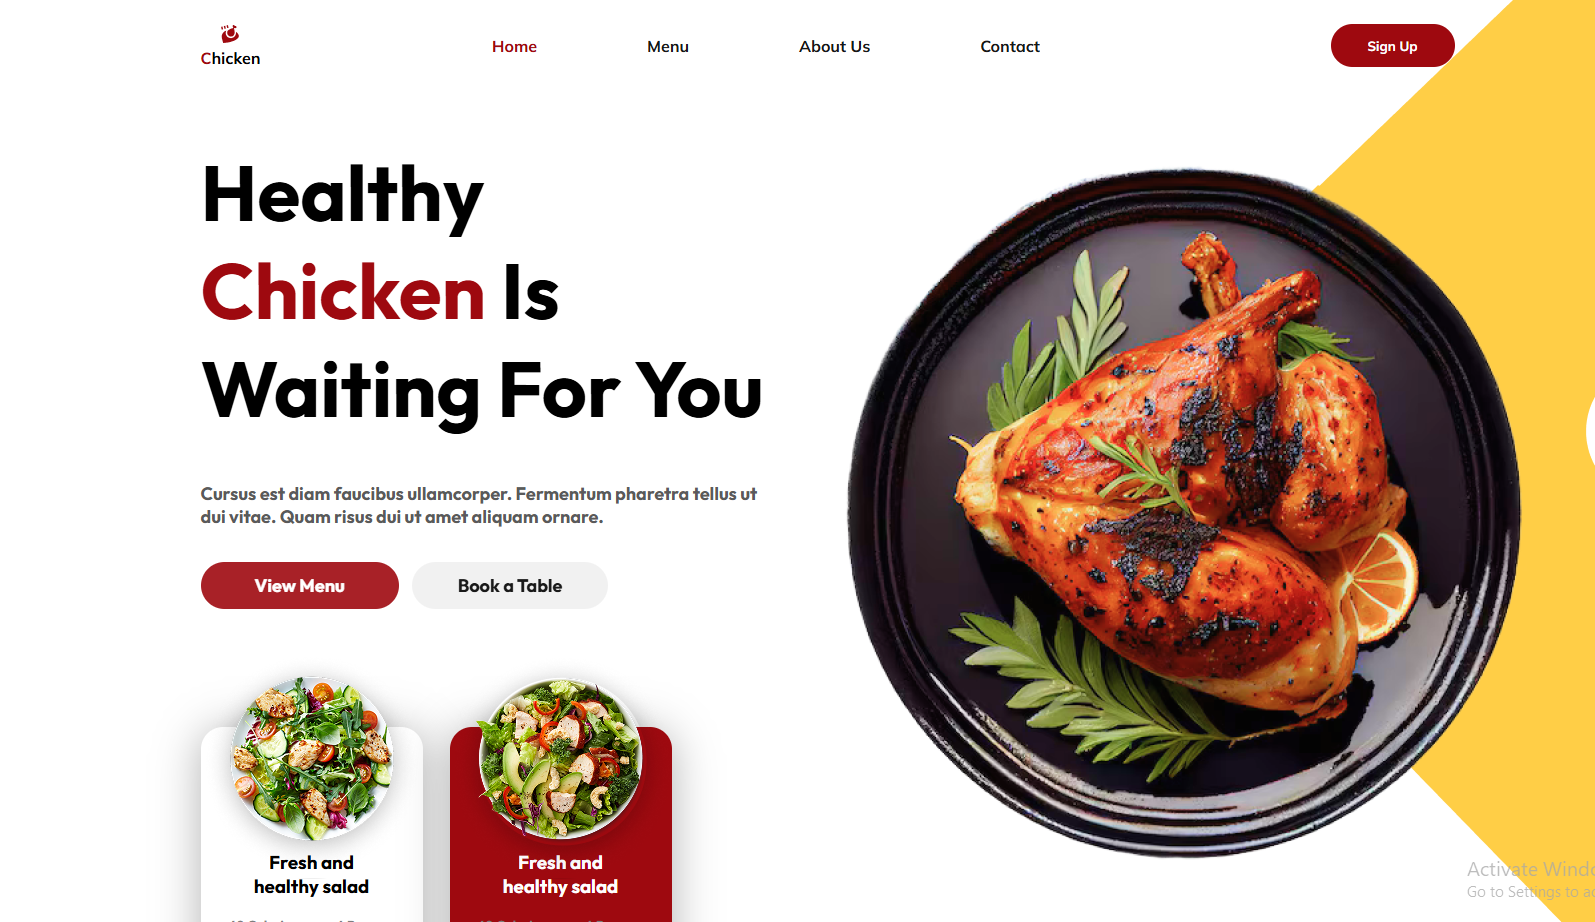 Chicken
Home
Menu
About Us
Contact
Sign Up
Healthy
Chicken Is
Waiting For You
Cursus est diam faucibus ullamcorper. Fermentum pharetra tellus ut
dui vitae. Quam risus dui ut amet aliquam ornare.
View Menu
Book a Table
Fresh and
healthy salad
Fresh and
healthy salad
Activate Windo
Go to Settings to ac